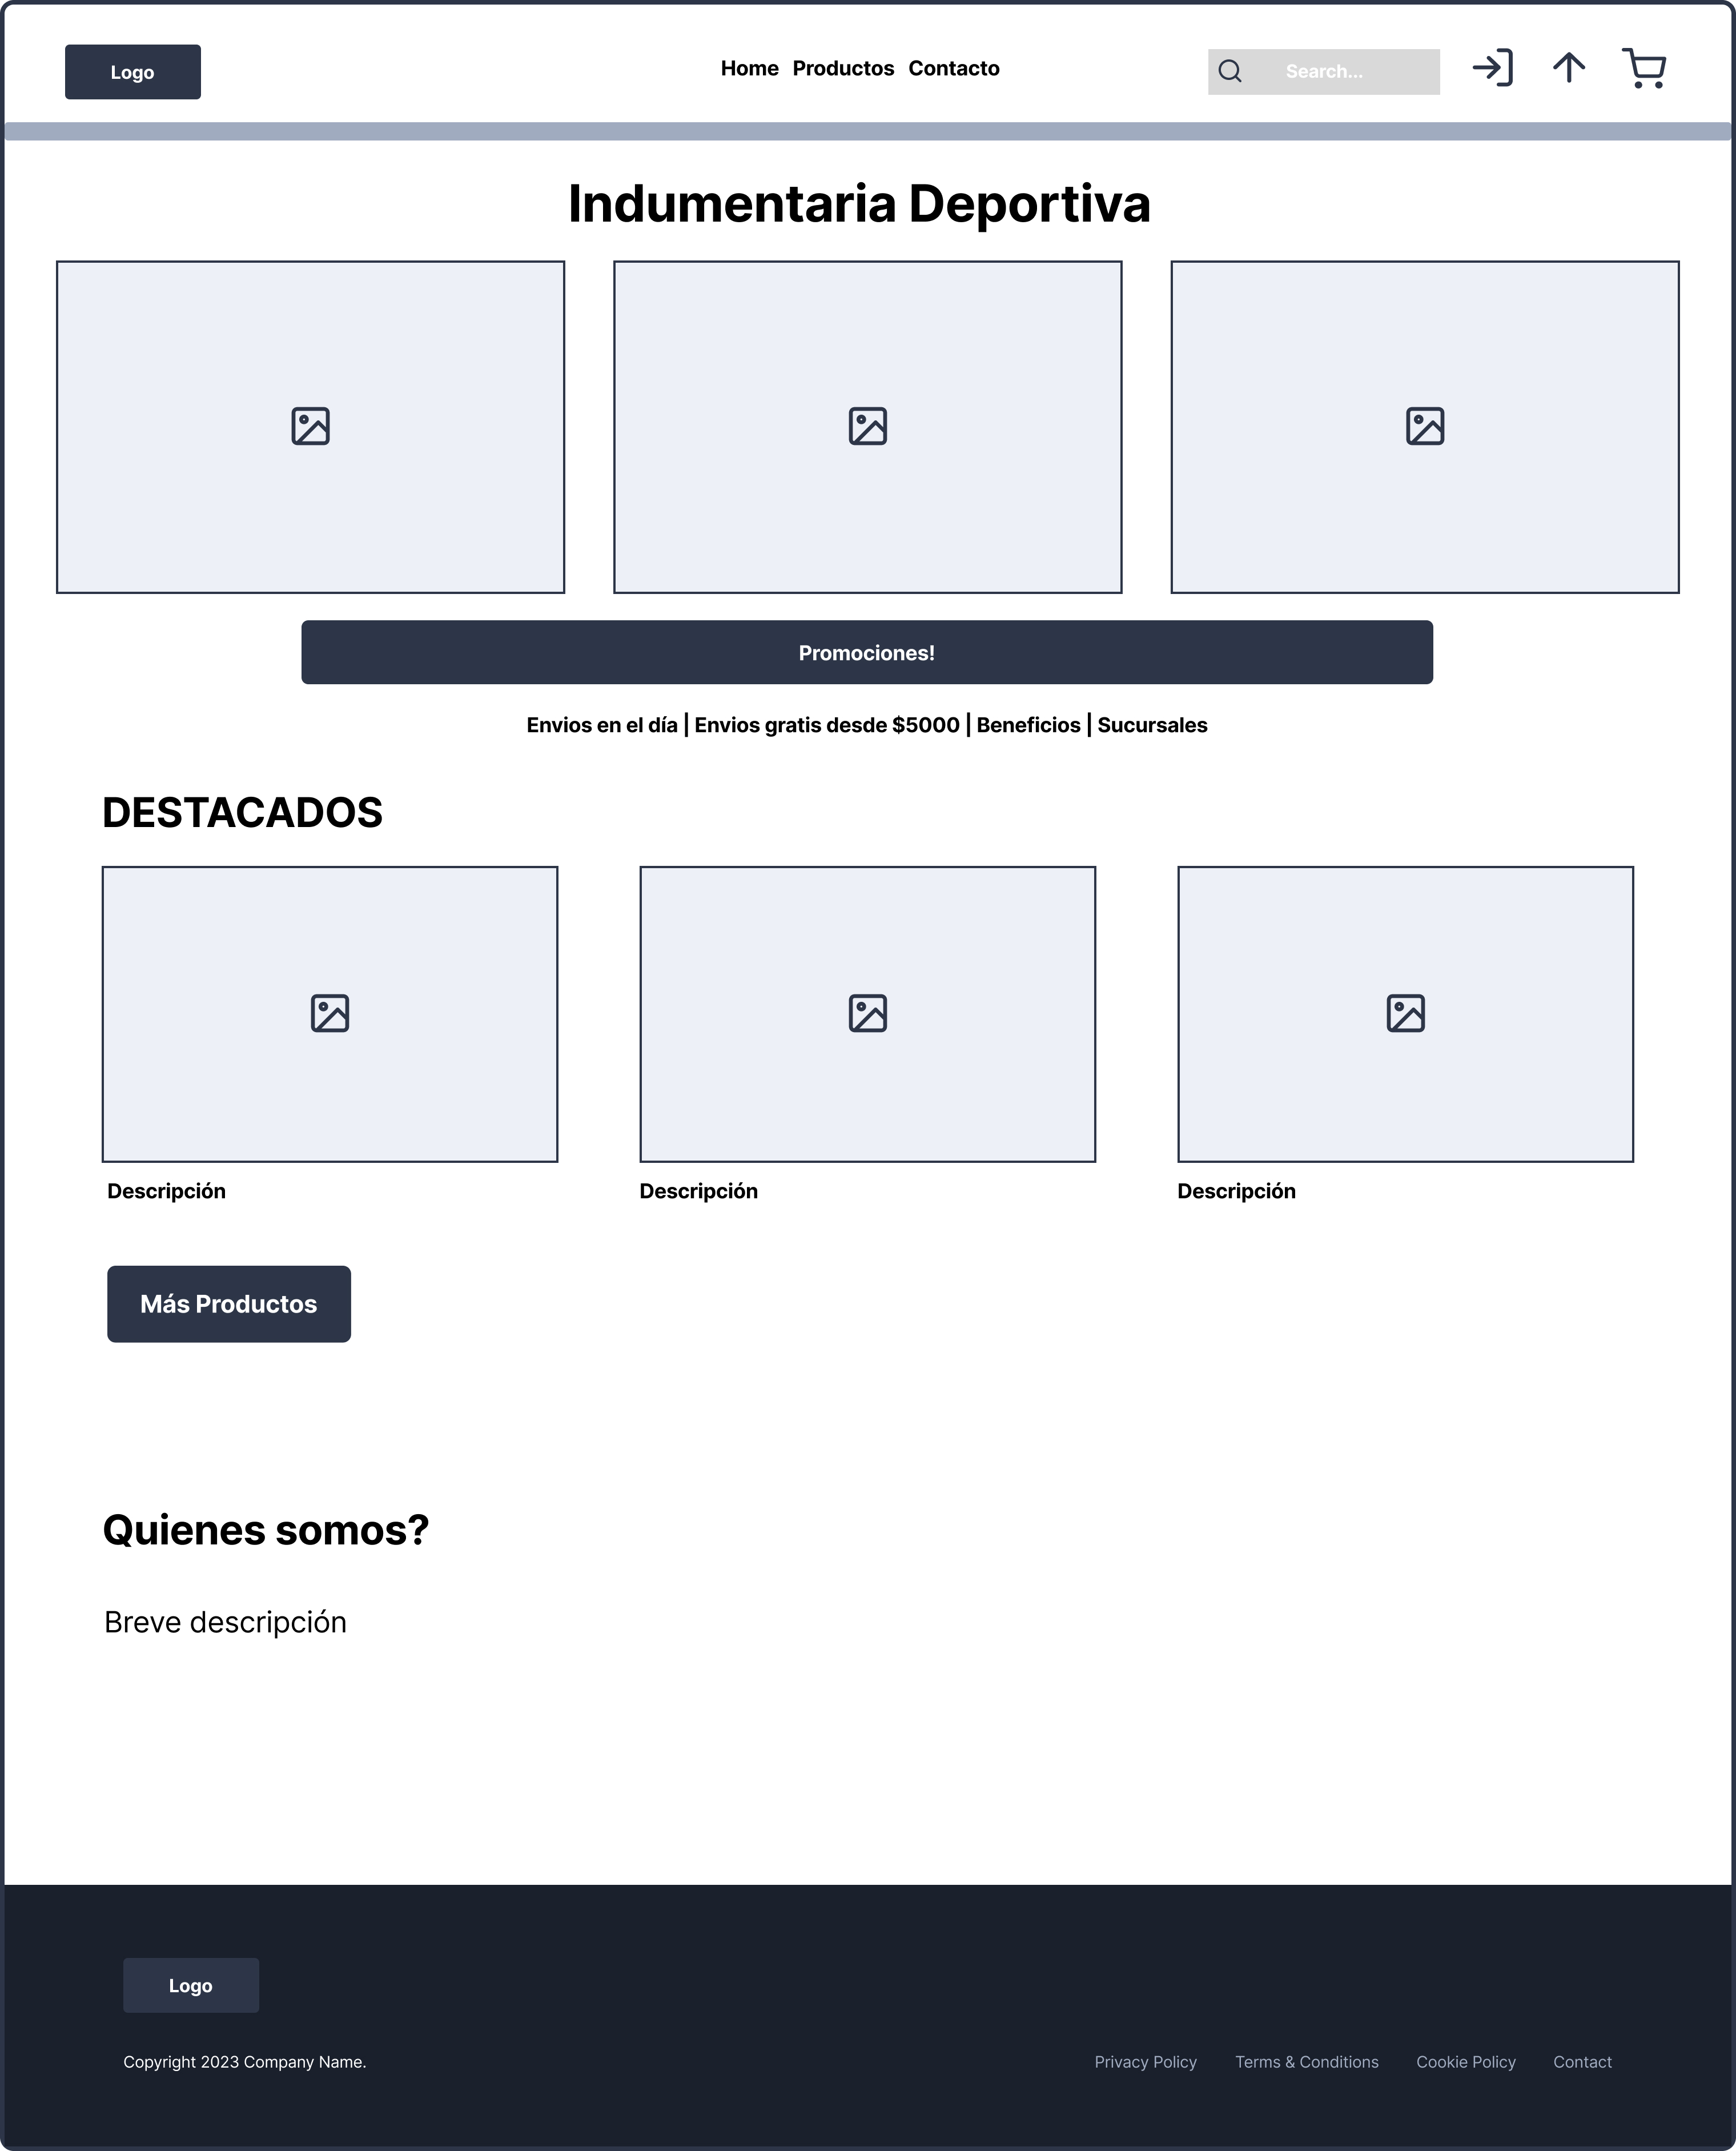 Logo
Home Productos Contacto
Search...
Indumentaria Deportiva
Promociones!
Envios en el día | Envios gratis desde $5000 | Beneficios | Sucursales
DESTACADOS
Descripción
Descripción
Descripción
Más Productos
Quienes somos?
Breve descripción
Logo
Copyright 2023 Company Name.
Privacy Policy Terms & Conditions Cookie Policy Contact